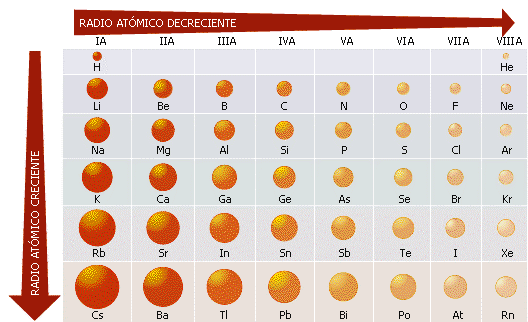 RADIO ATÓMICO DECRECIENTE
RADIO ATÓMICO CRECIENTE
IA IIA IIIA IVA VA VIA VIIA VIIIA
H He
Li Be B C N O F Ne
Na Mg Al Si P S Cl Ar
K Ca Ga Ge As Se Br Kr
Rb Sr In Sn Sb Te I Xe
Cs Ba Tl Pb Bi Po At Rn